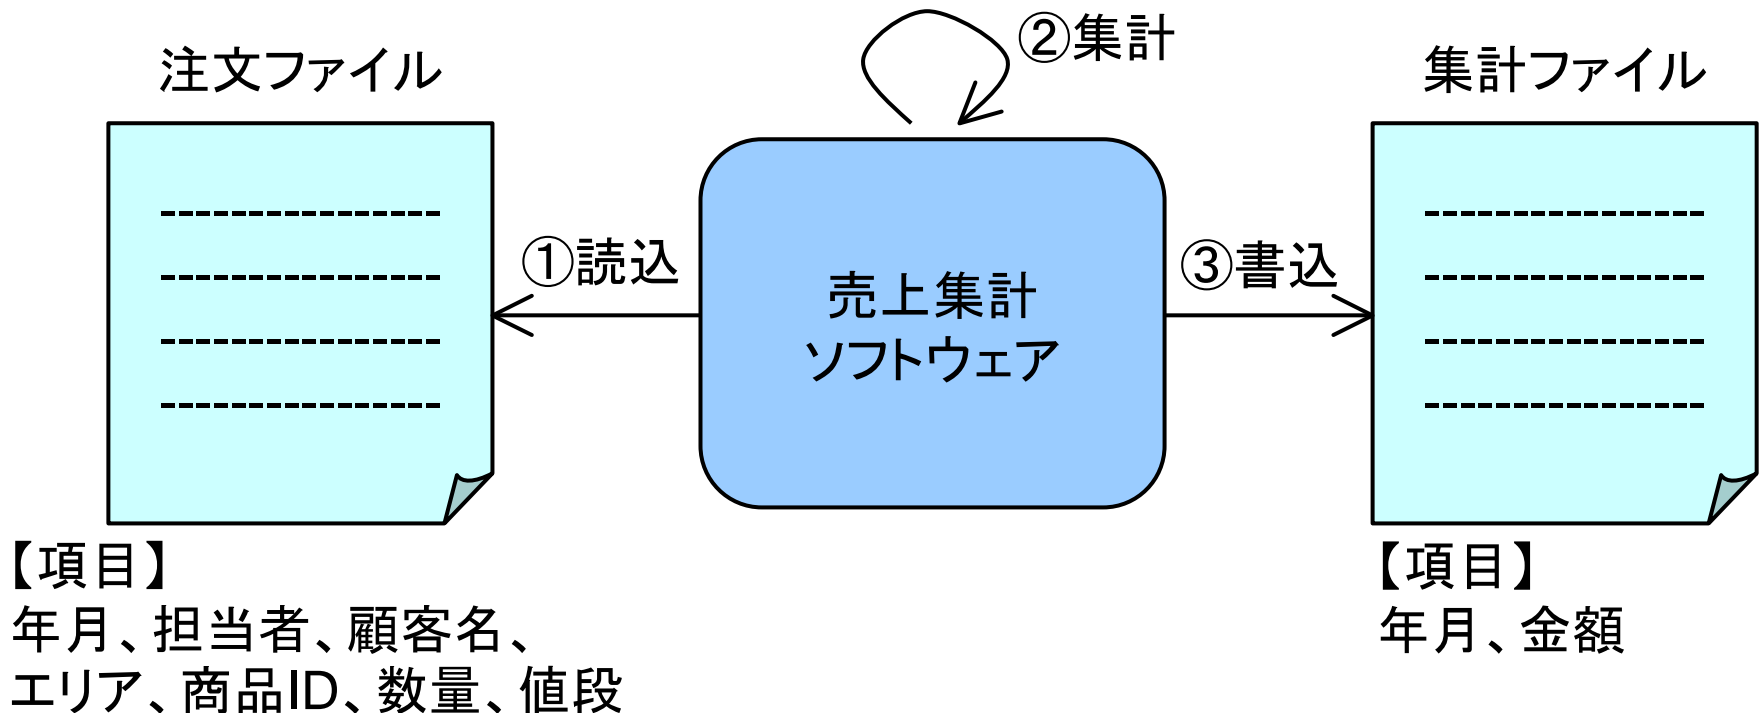 注文ファイル
②集計
集計ファイル
①読込
売上集計
ソフトウェア
③書込
【項目】
年月、担当者、顧客名、
エリア、商品ID、数量、値段
【項目】
年月、金額